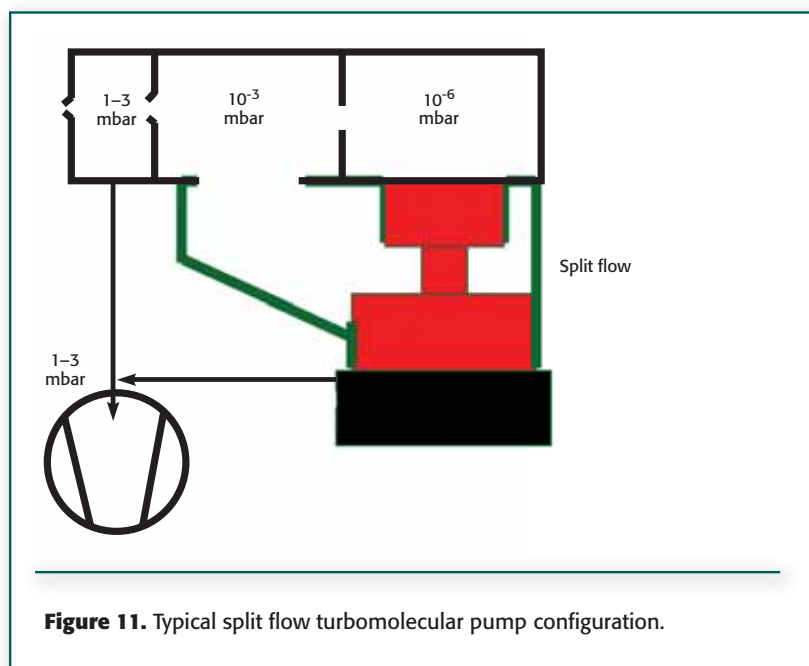 1–3
mbar
10⁻³
mbar
10⁻⁶
mbar
Split flow
1–3
mbar
Figure 11. Typical split flow turbomolecular pump configuration.